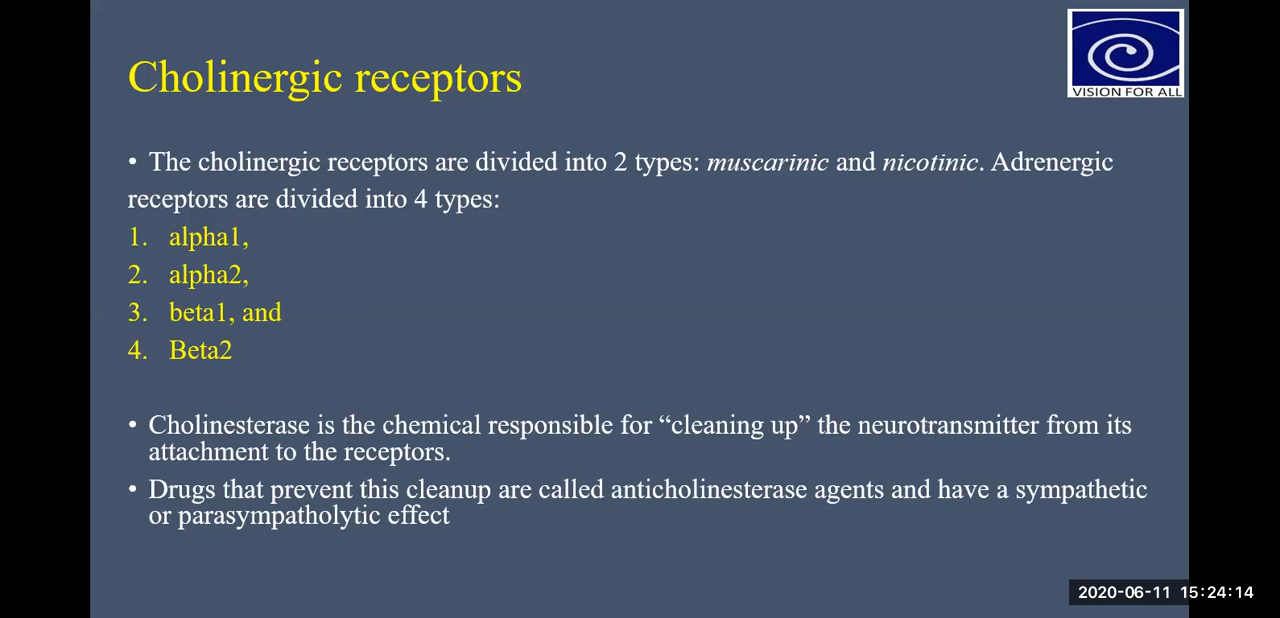 VISION FOR ALL
Cholinergic receptors
• The cholinergic receptors are divided into 2 types: muscarinic and nicotinic. Adrenergic
receptors are divided into 4 types:
1. alpha1,
2. alpha2,
3. beta1, and
4. Beta2
• Cholinesterase is the chemical responsible for “cleaning up” the neurotransmitter from its
attachment to the receptors.
• Drugs that prevent this cleanup are called anticholinesterase agents and have a sympathetic
or parasympatholytic effect
2020-06-11 15:24:14